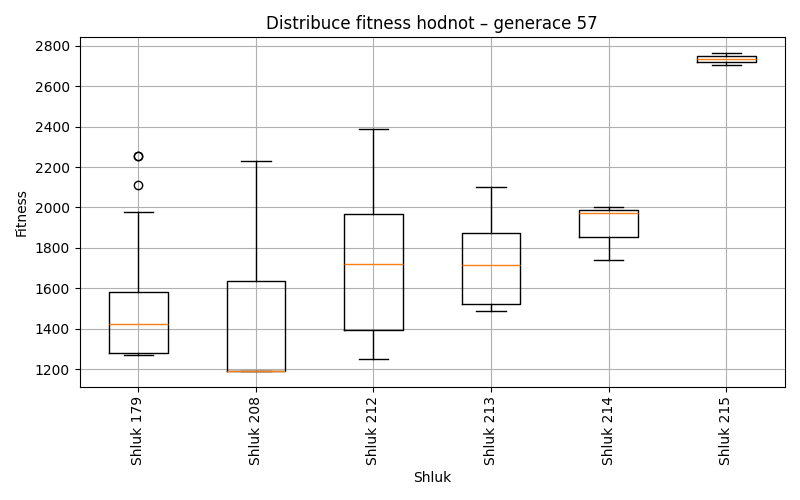 Distribuce fitness hodnot – generace 57
Fitness
2800
2600
2400
2200
2000
1800
1600
1400
1200
Shluk 179
Shluk 208
Shluk 212
Shluk 213
Shluk 214
Shluk 215
Shluk